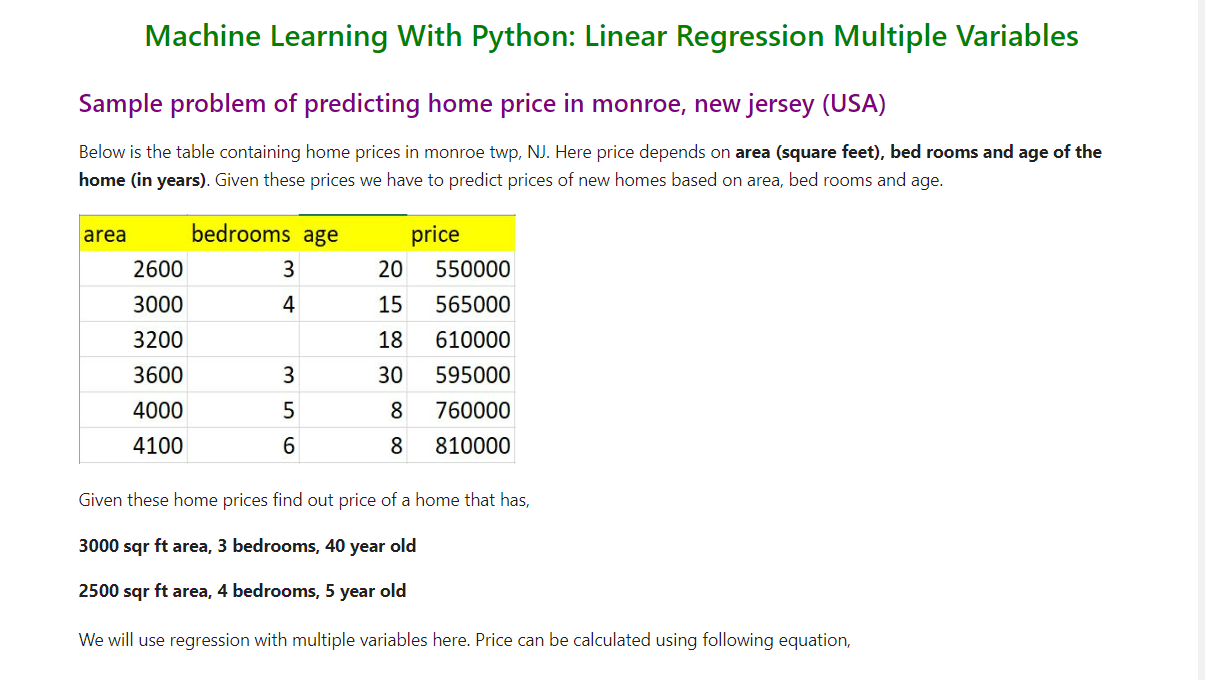 Machine Learning With Python: Linear Regression Multiple Variables
Sample problem of predicting home price in monroe, new jersey (USA)
Below is the table containing home prices in monroe twp, NJ. Here price depends on area (square feet), bed rooms and age of the
home (in years). Given these prices we have to predict prices of new homes based on area, bed rooms and age.
area bedrooms age price
2600 3 20 550000
3000 4 15 565000
3200 18 610000
3600 3 30 595000
4000 5 8 760000
4100 6 8 810000
Given these home prices find out price of a home that has,
3000 sqr ft area, 3 bedrooms, 40 year old
2500 sqr ft area, 4 bedrooms, 5 year old
We will use regression with multiple variables here. Price can be calculated using following equation,